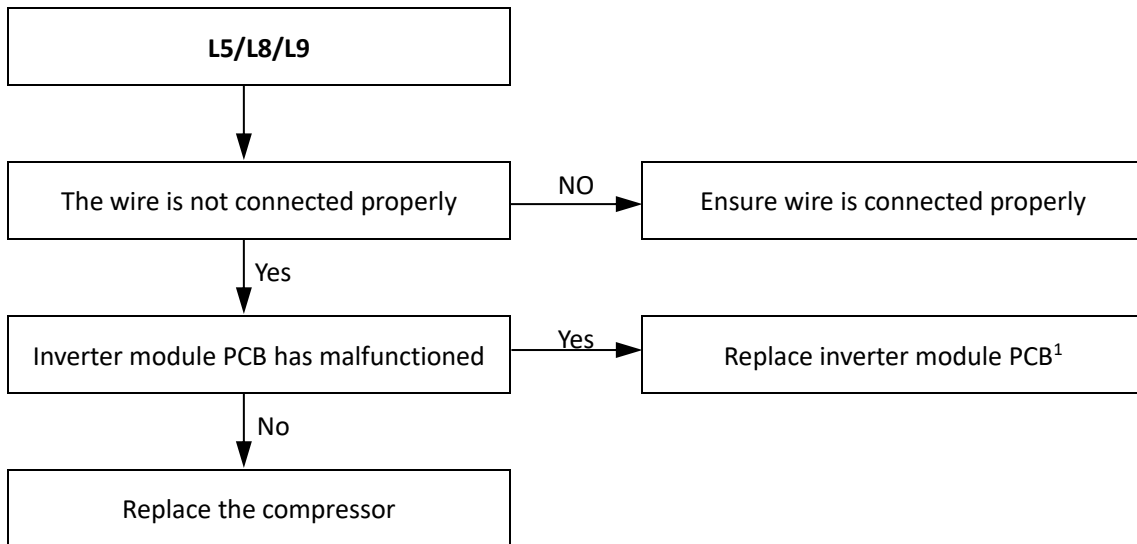 L5/L8/L9
The wire is not connected properly
NO
Ensure wire is connected properly
Yes
Inverter module PCB has malfunctioned
Yes
Replace inverter module PCB¹
No
Replace the compressor